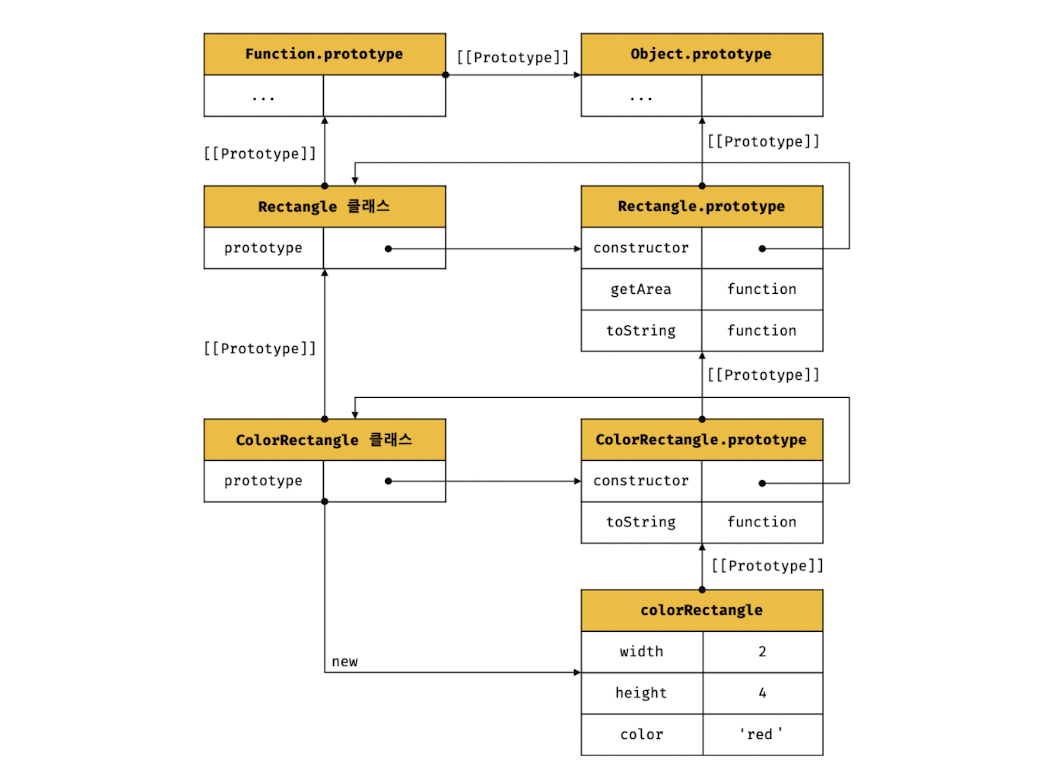 Function.prototype
[[Prototype]]
Object.prototype
...
...
[[Prototype]]
[[Prototype]]
Rectangle 클래스
Rectangle.prototype
prototype
constructor
getArea
function
toString
function
[[Prototype]]
[[Prototype]]
ColorRectangle 클래스
ColorRectangle.prototype
prototype
constructor
toString
function
[[Prototype]]
colorRectangle
width
2
new
height
4
color
'red'